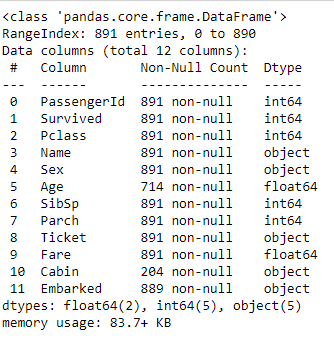 <class 'pandas.core.frame.DataFrame'>
RangeIndex: 891 entries, 0 to 890
Data columns (total 12 columns):
 #   Column       Non-Null Count  Dtype
---  ------       --------------  -----
 0   PassengerId  891 non-null    int64
 1   Survived     891 non-null    int64
 2   Pclass       891 non-null    int64
 3   Name         891 non-null    object
 4   Sex          891 non-null    object
 5   Age          714 non-null    float64
 6   SibSp        891 non-null    int64
 7   Parch        891 non-null    int64
 8   Ticket       891 non-null    object
 9   Fare         891 non-null    float64
 10  Cabin        204 non-null    object
 11  Embarked     889 non-null    object
dtypes: float64(2), int64(5), object(5)
memory usage: 83.7+ KB